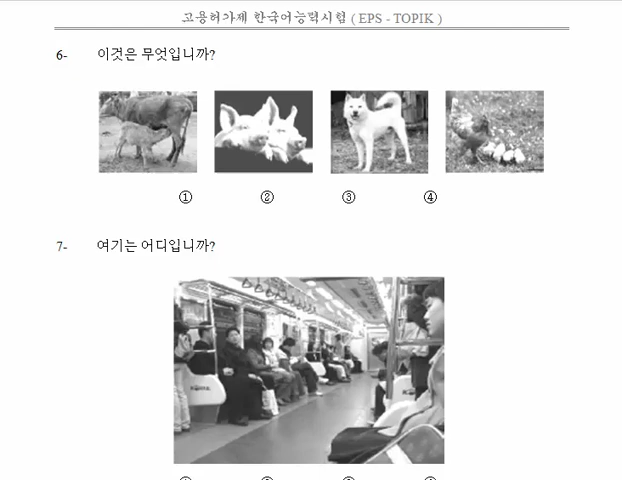 고용허가제 한국어능력시험 ( EPS - TOPIK )
6- 이것은 무엇입니까?
① ② ③ ④
7- 여기는 어디입니까?